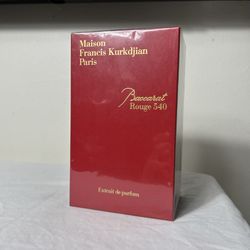 Maison
Francis Kurkdjian
Paris
Baccarat
Rouge 540
Extrait de parfum